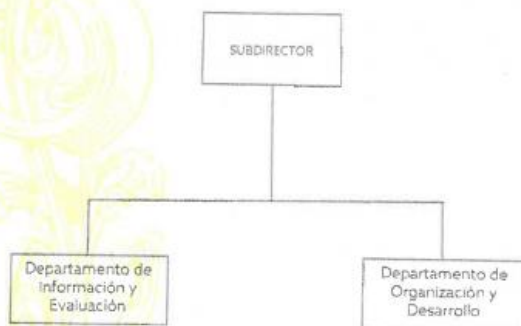 SUBDIRECTOR
Departamento de
Información y
Evaluación
Departamento de
Organización y
Desarrollo